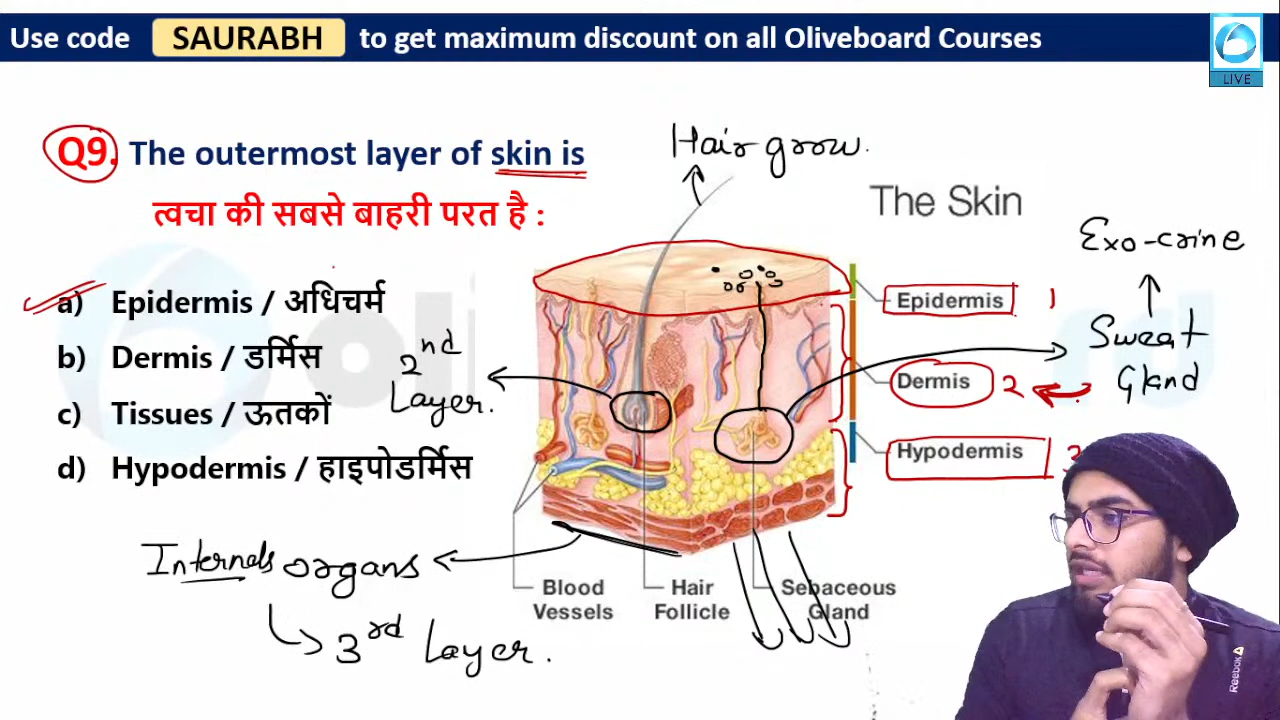 Use code SAURABH to get maximum discount on all Oliveboard Courses
LIVE
Q9. The outermost layer of skin is
त्वचा की सबसे बाहरी परत है :
a) Epidermis / अधिचर्म
b) Dermis / डर्मिस
c) Tissues / ऊतकों
d) Hypodermis / हाइपोडर्मिस
Hair grow.
The Skin
Exo-crine
Sweat
Gland
Epidermis 1
Dermis 2
Hypodermis 3
2nd
Layer.
Internals organs
3rd Layer.
Blood
Vessels
Hair
Follicle
Sebaceous
Gland
Reebok